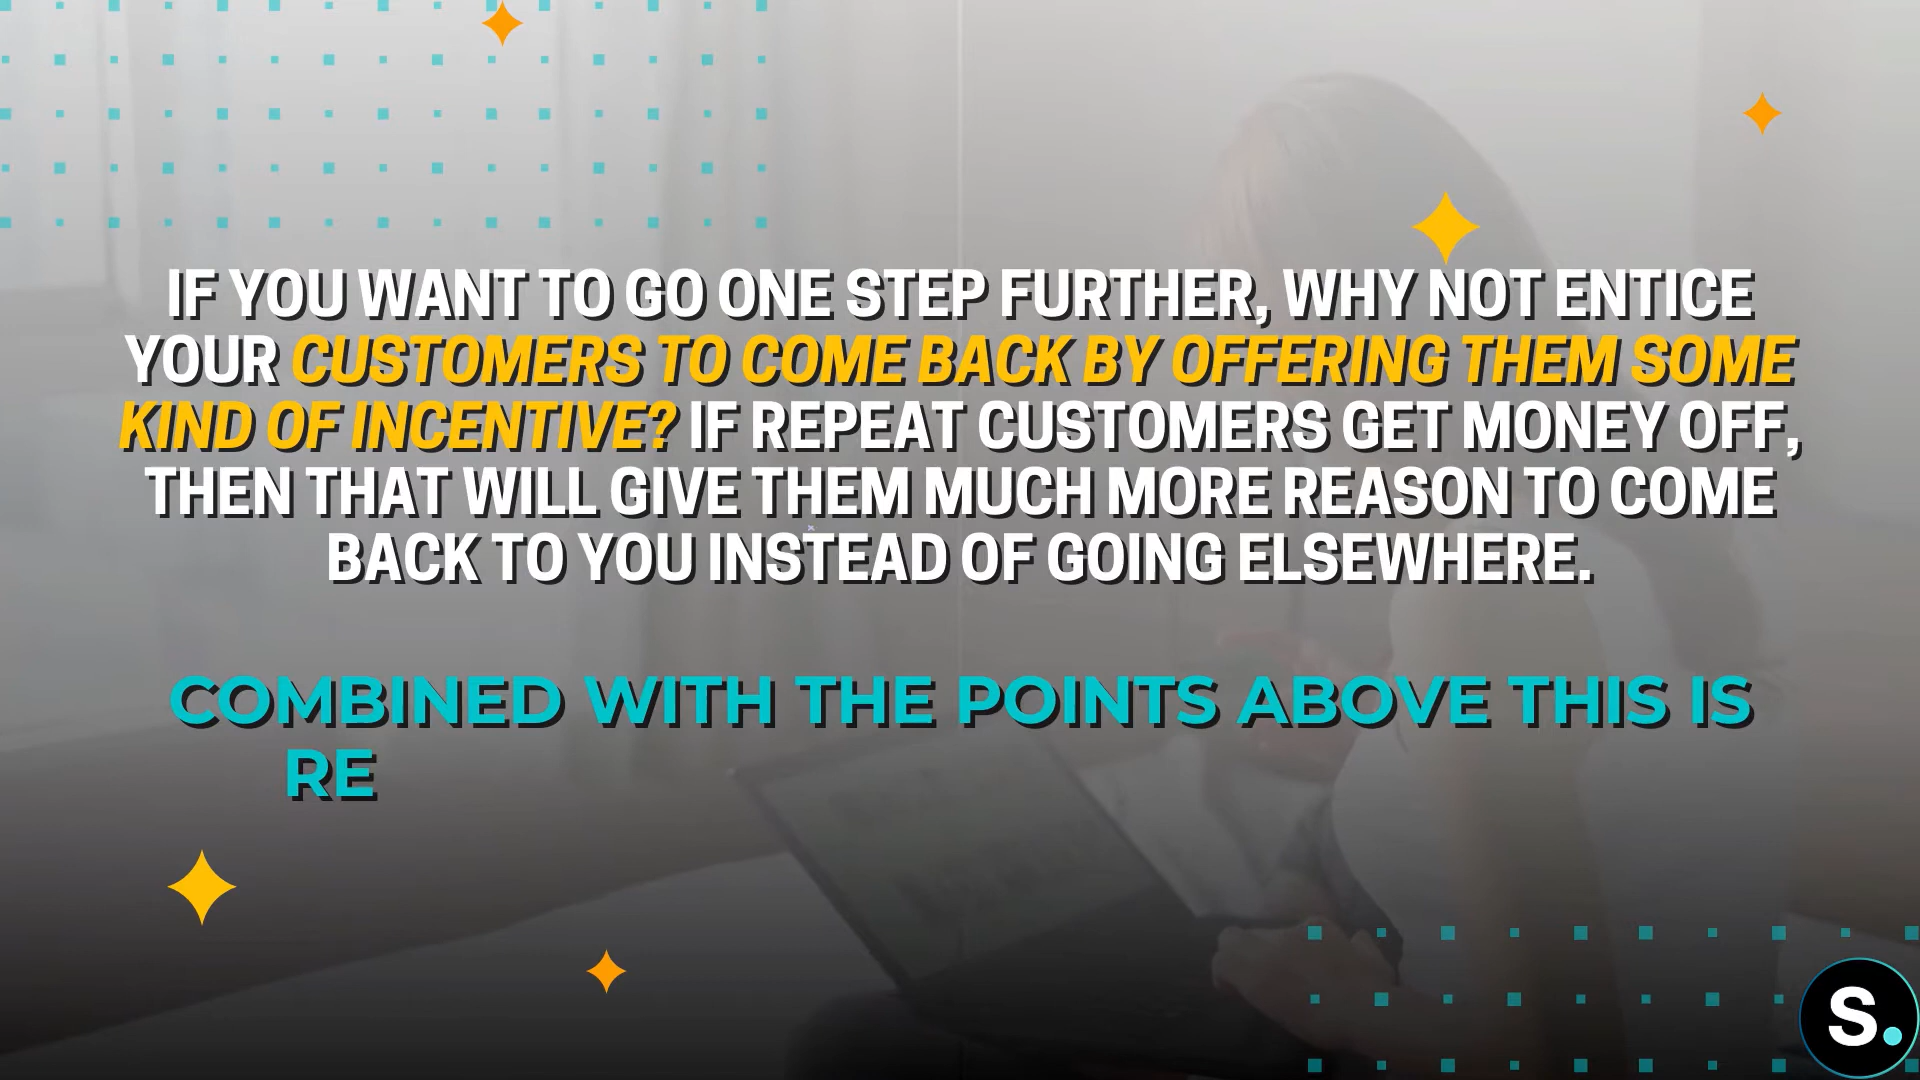 IF YOU WANT TO GO ONE STEP FURTHER, WHY NOT ENTICE
YOUR CUSTOMERS TO COME BACK BY OFFERING THEM SOME
KIND OF INCENTIVE? IF REPEAT CUSTOMERS GET MONEY OFF,
THEN THAT WILL GIVE THEM MUCH MORE REASON TO COME
BACK TO YOU INSTEAD OF GOING ELSEWHERE.
COMBINED WITH THE POINTS ABOVE THIS IS
RE
S.